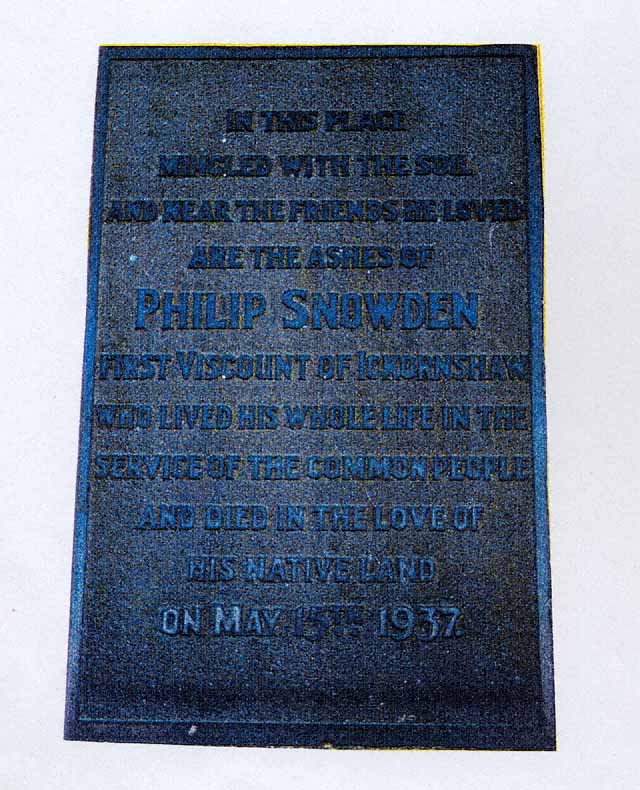 IN THIS PLACE
MINGLED WITH THE SOIL
AND NEAR THE FRIENDS HE LOVED
ARE THE ASHES OF
PHILIP SNOWDEN
FIRST VISCOUNT OF ICKORNSHAW
WHO LIVED HIS WHOLE LIFE IN THE
SERVICE OF THE COMMON PEOPLE
AND DIED IN THE LOVE OF
HIS NATIVE LAND
ON MAY 15TH 1937.